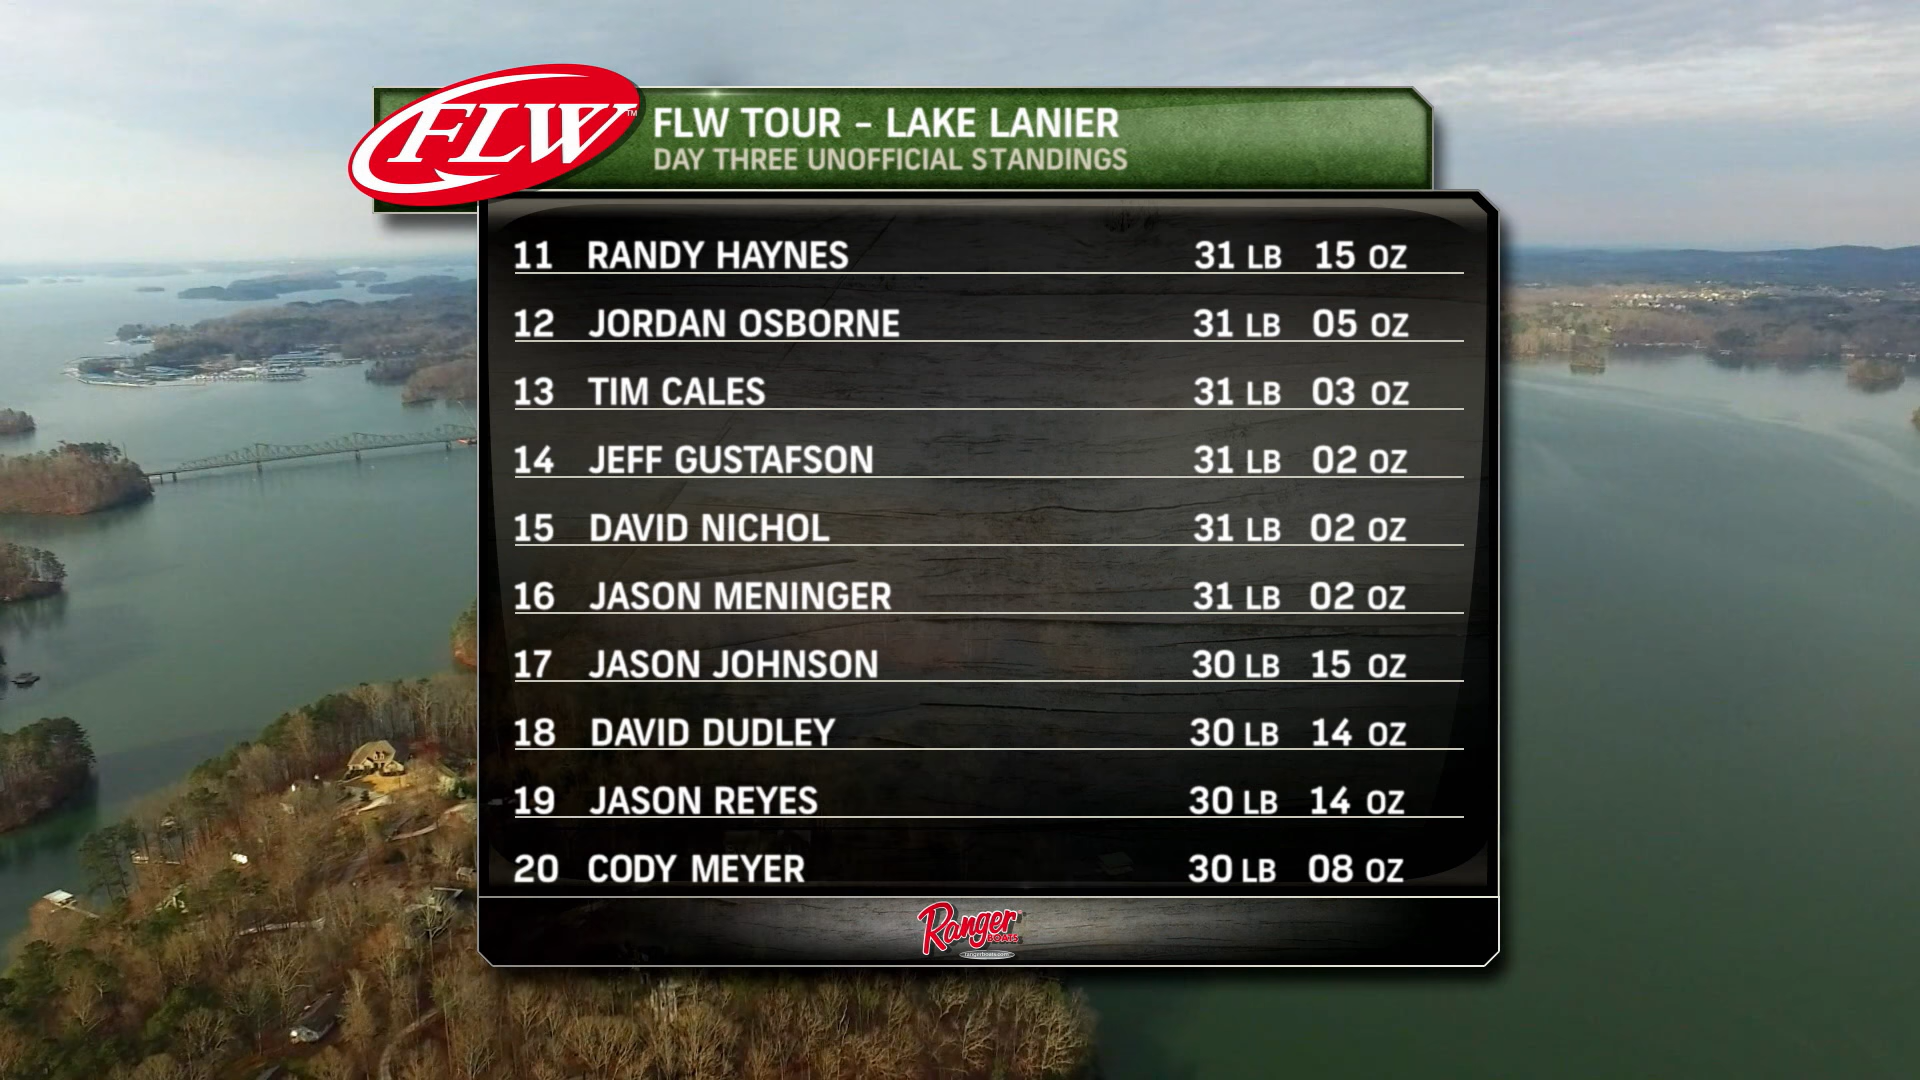 FLW™
FLW TOUR – LAKE LANIER
DAY THREE UNOFFICIAL STANDINGS
11 RANDY HAYNES 31 LB 15 OZ
12 JORDAN OSBORNE 31 LB 05 OZ
13 TIM CALES 31 LB 03 OZ
14 JEFF GUSTAFSON 31 LB 02 OZ
15 DAVID NICHOL 31 LB 02 OZ
16 JASON MENINGER 31 LB 02 OZ
17 JASON JOHNSON 30 LB 15 OZ
18 DAVID DUDLEY 30 LB 14 OZ
19 JASON REYES 30 LB 14 OZ
20 CODY MEYER 30 LB 08 OZ
Ranger
BOATS
rangerboats.com